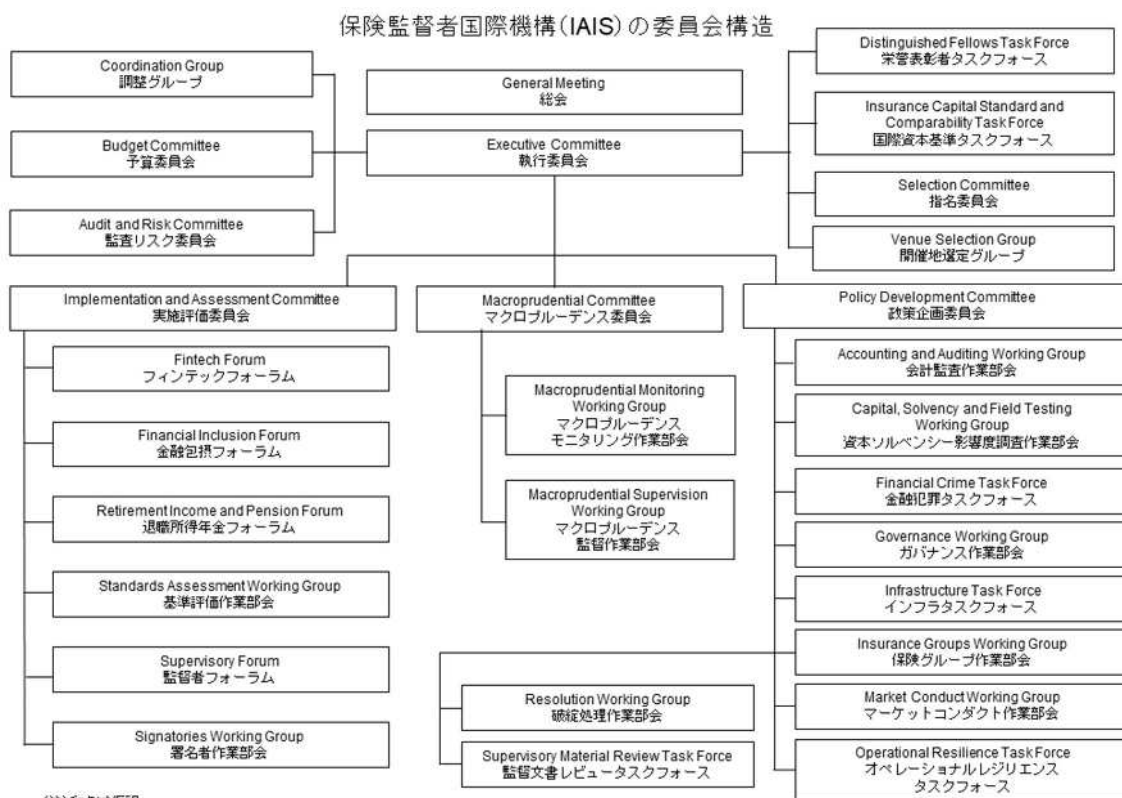 保険監督者国際機構(IAIS)の委員会構造
Coordination Group
調整グループ
Budget Committee
予算委員会
Audit and Risk Committee
監査リスク委員会
General Meeting
総会
Executive Committee
執行委員会
Distinguished Fellows Task Force
栄誉表彰者タスクフォース
Insurance Capital Standard and
Comparability Task Force
国際資本基準タスクフォース
Selection Committee
指名委員会
Venue Selection Group
開催地選定グループ
Implementation and Assessment Committee
実施評価委員会
Fintech Forum
フィンテックフォーラム
Financial Inclusion Forum
金融包摂フォーラム
Retirement Income and Pension Forum
退職所得年金フォーラム
Standards Assessment Working Group
基準評価作業部会
Supervisory Forum
監督者フォーラム
Signatories Working Group
署名者作業部会
Macroprudential Committee
マクロプルーデンス委員会
Macroprudential Monitoring
Working Group
マクロプルーデンス
モニタリング作業部会
Macroprudential Supervision
Working Group
マクロプルーデンス
監督作業部会
Policy Development Committee
政策企画委員会
Accounting and Auditing Working Group
会計監査作業部会
Capital, Solvency and Field Testing
Working Group
資本ソルベンシー影響度調査作業部会
Financial Crime Task Force
金融犯罪タスクフォース
Governance Working Group
ガバナンス作業部会
Infrastructure Task Force
インフラタスクフォース
Insurance Groups Working Group
保険グループ作業部会
Market Conduct Working Group
マーケットコンダクト作業部会
Operational Resilience Task Force
オペレーショナルレジリエンス
タスクフォース
Resolution Working Group
破綻処理作業部会
Supervisory Material Review Task Force
監督文書レビュータスクフォース